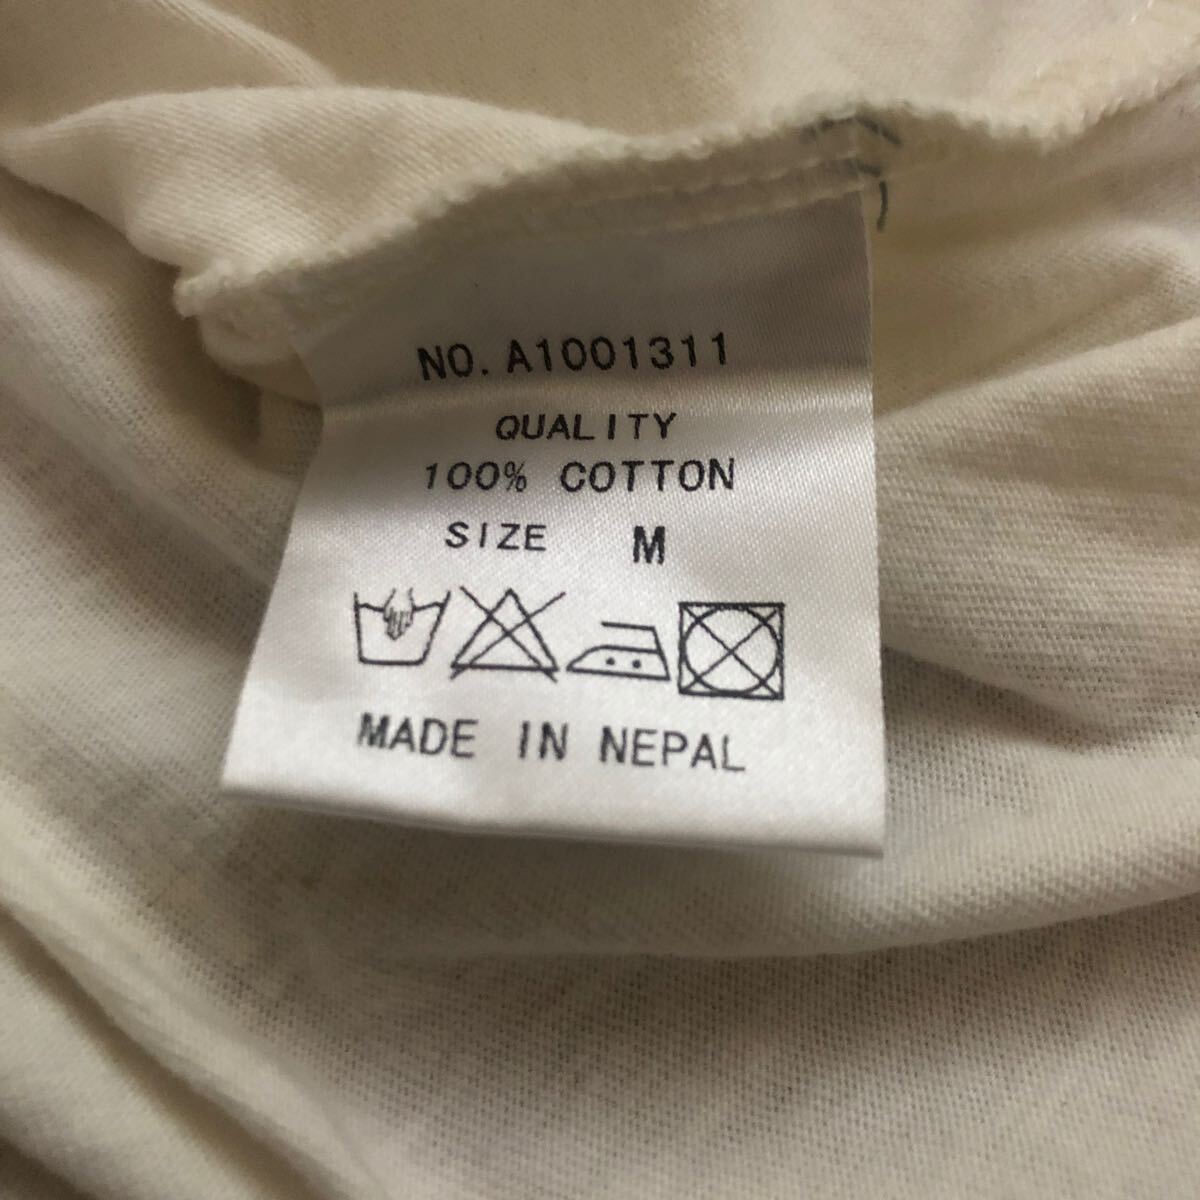 NO. A1001311
QUALITY
100% COTTON
SIZE M
MADE IN NEPAL